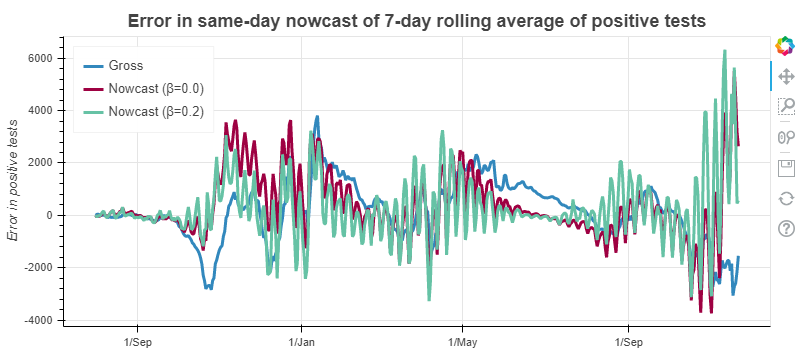 Error in same-day nowcast of 7-day rolling average of positive tests
Error in positive tests
6000
4000
2000
0
-2000
-4000
Gross
Nowcast (β=0.0)
Nowcast (β=0.2)
1/Sep
1/Jan
1/May
1/Sep